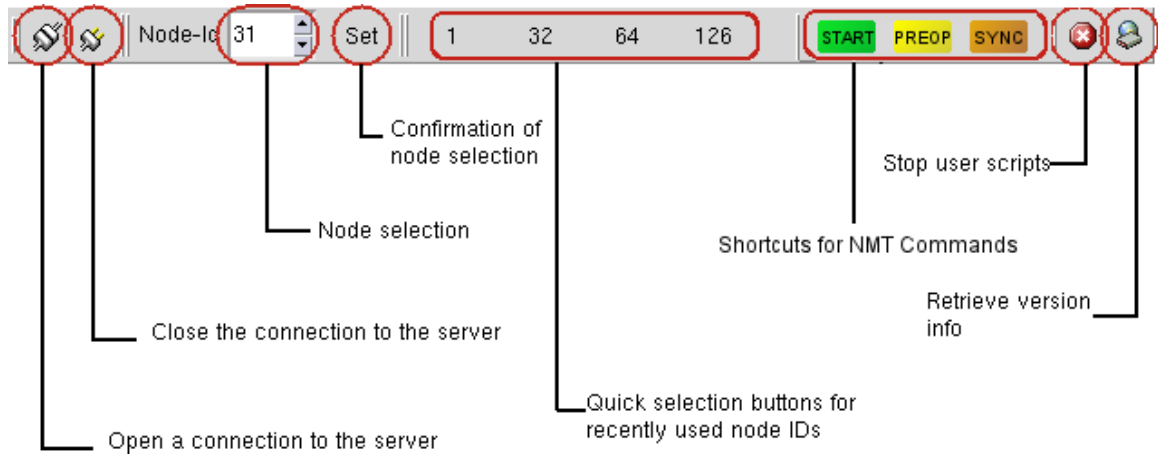 Node-Id 31 Set 1 32 64 126 START PREOP SYNC
Confirmation of
node selection
Stop user scripts
Node selection
Shortcuts for NMT Commands
Retrieve version
info
Close the connection to the server
Quick selection buttons for
recently used node IDs
Open a connection to the server